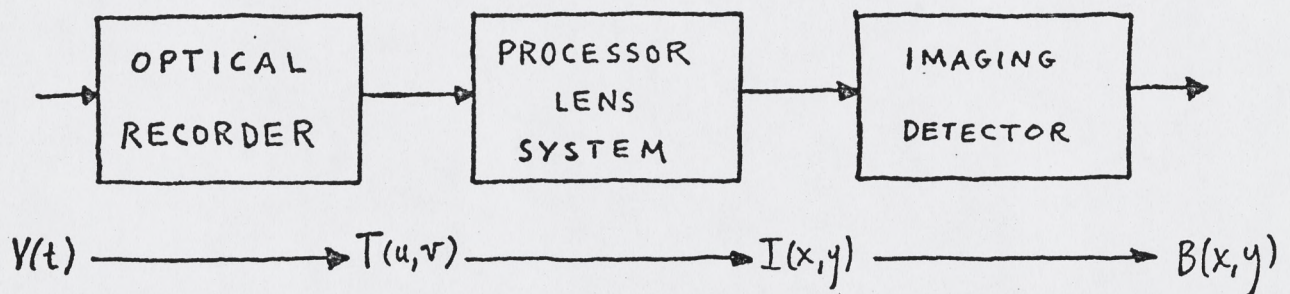 OPTICAL
RECORDER
PROCESSOR
LENS
SYSTEM
IMAGING
DETECTOR
V(t) T(u,v) I(x,y) B(x,y)